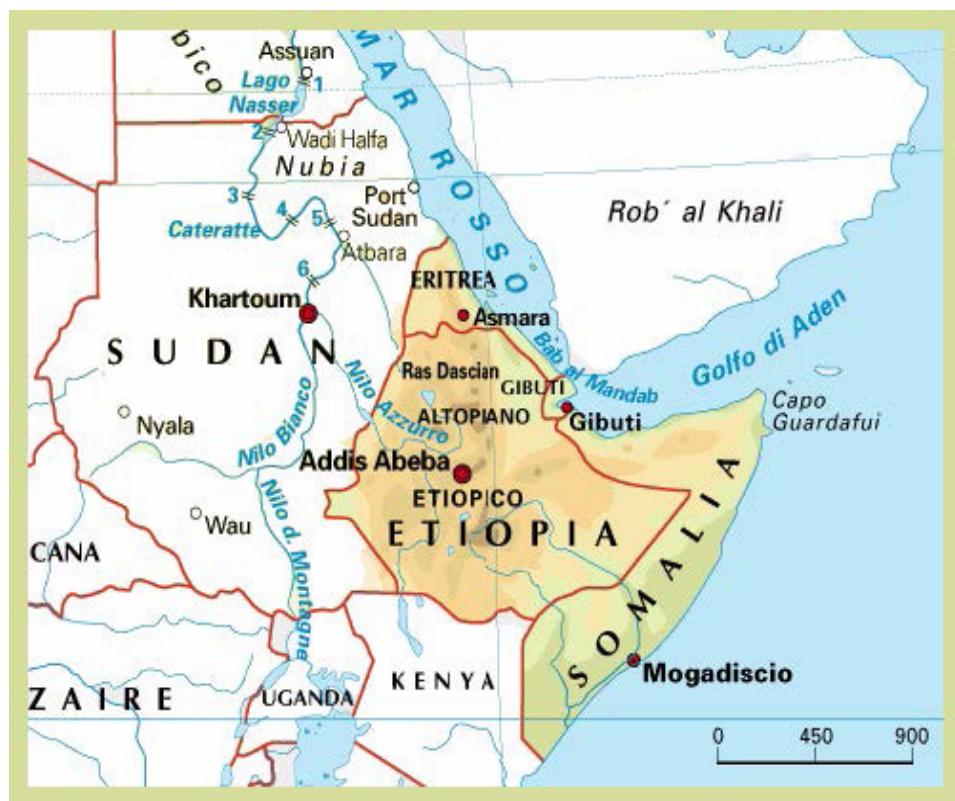 bico
Assuan
1
Lago
Nasser
2
Wadi Halfa
Nubia
MAR ROSSO
3
4
5
Port
Sudan
Rob´ al Khali
Cateratte
Atbara
6
ERITREA
Khartoum
Asmara
SUDAN
Bab al Mandab
Golfo di Aden
Nilo Azzurro
Ras Dascian
GIBUTI
Nyala
Nilo Bianco
ALTOPIANO
Gibuti
Capo
Guardafui
Addis Abeba
ETIOPICO
Wau
Nilo d. Montagne
ETIOPIA
SOMALIA
CANA
Mogadiscio
ZAIRE
UGANDA
KENYA
0 450 900